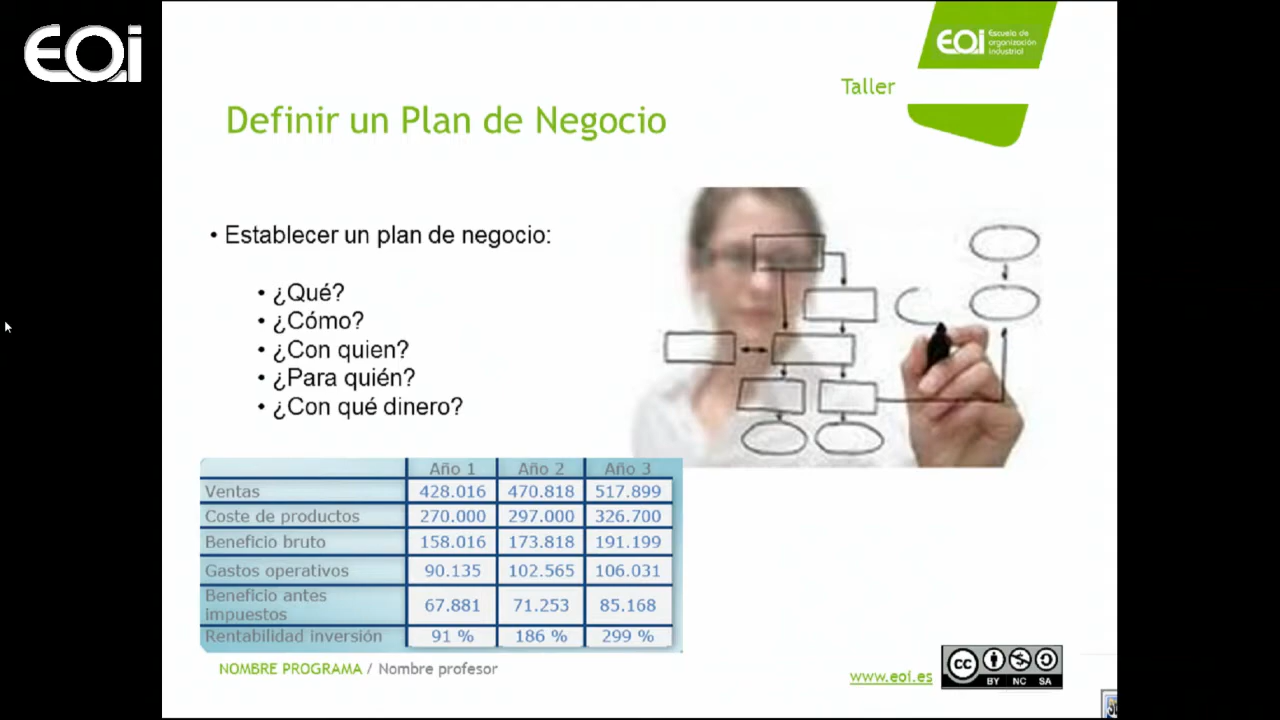 EOi
EOi Escuela de
organización
industrial
Taller
Definir un Plan de Negocio
• Establecer un plan de negocio:
• ¿Qué?
• ¿Cómo?
• ¿Con quien?
• ¿Para quién?
• ¿Con qué dinero?
Año 1 Año 2 Año 3
Ventas 428.016 470.818 517.899
Coste de productos 270.000 297.000 326.700
Beneficio bruto 158.016 173.818 191.199
Gastos operativos 90.135 102.565 106.031
Beneficio antes
impuestos 67.881 71.253 85.168
Rentabilidad inversión 91 % 186 % 299 %
NOMBRE PROGRAMA / Nombre profesor
www.eoi.es
cc BY NC SA